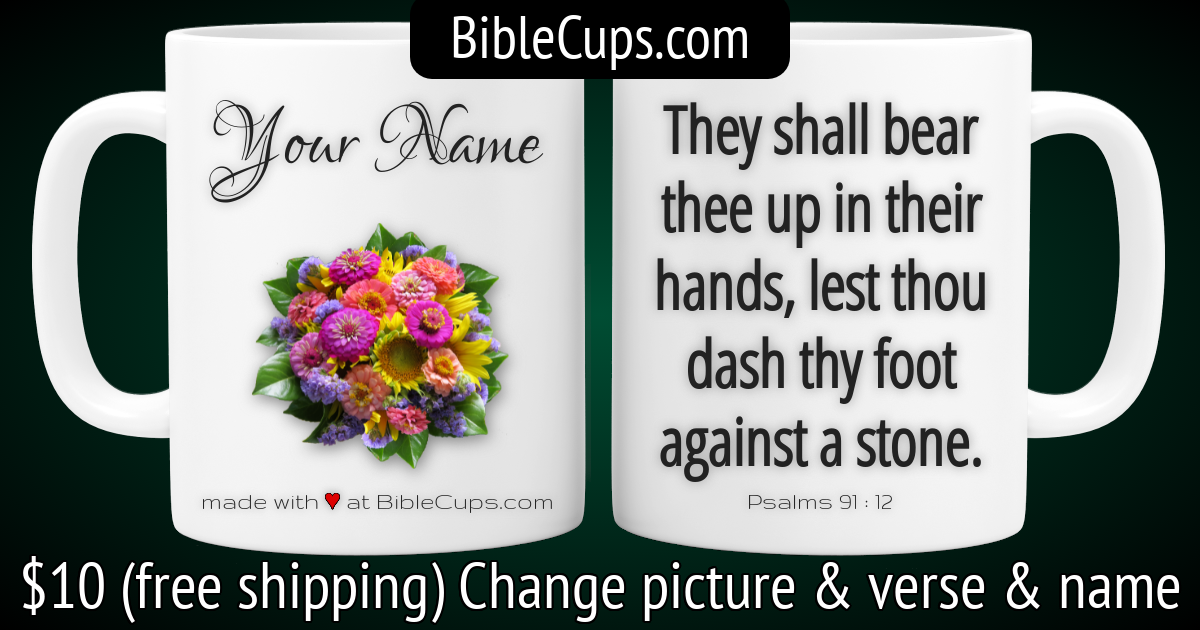 BibleCups.com
Your Name
made with ♥ at BibleCups.com
They shall bear
thee up in their
hands, lest thou
dash thy foot
against a stone.
Psalms 91 : 12
$10 (free shipping) Change picture & verse & name